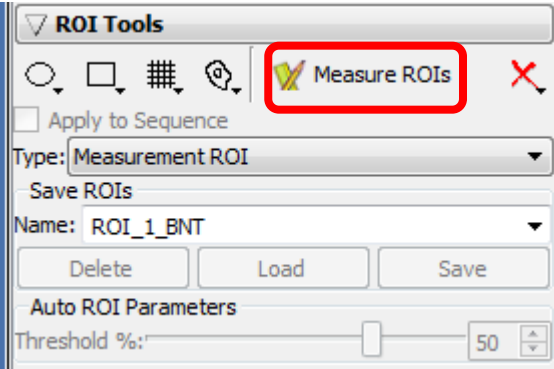 ROI Tools
Measure ROIs
Apply to Sequence
Type: Measurement ROI
Save ROIs
Name: ROI_1_BNT
Delete Load Save
Auto ROI Parameters
Threshold %: 50